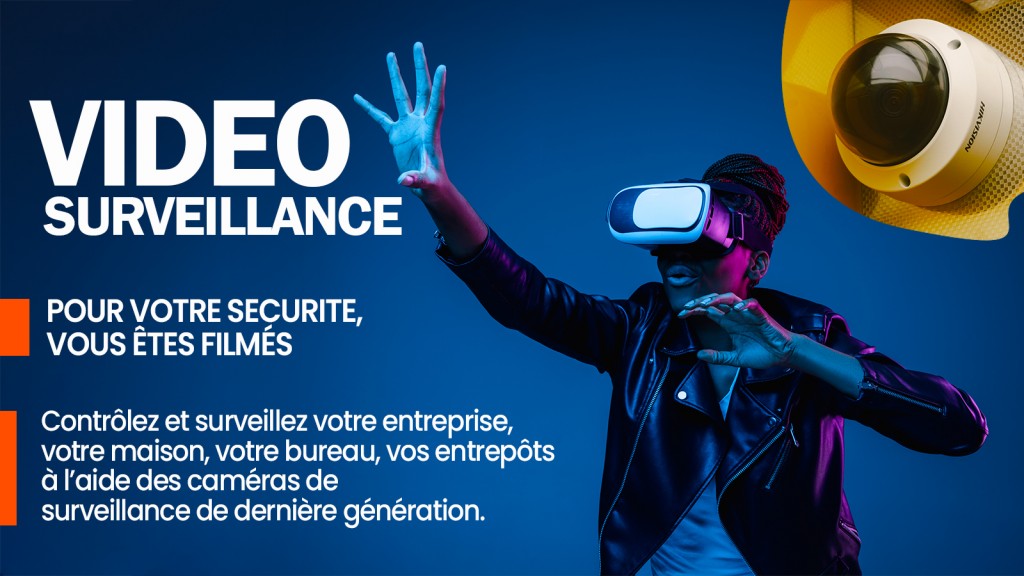 VIDEO
SURVEILLANCE
HIKVISION
POUR VOTRE SECURITE,
VOUS ÊTES FILMÉS
Contrôlez et surveillez votre entreprise,
votre maison, votre bureau, vos entrepôts
à l'aide des caméras de
surveillance de dernière génération.